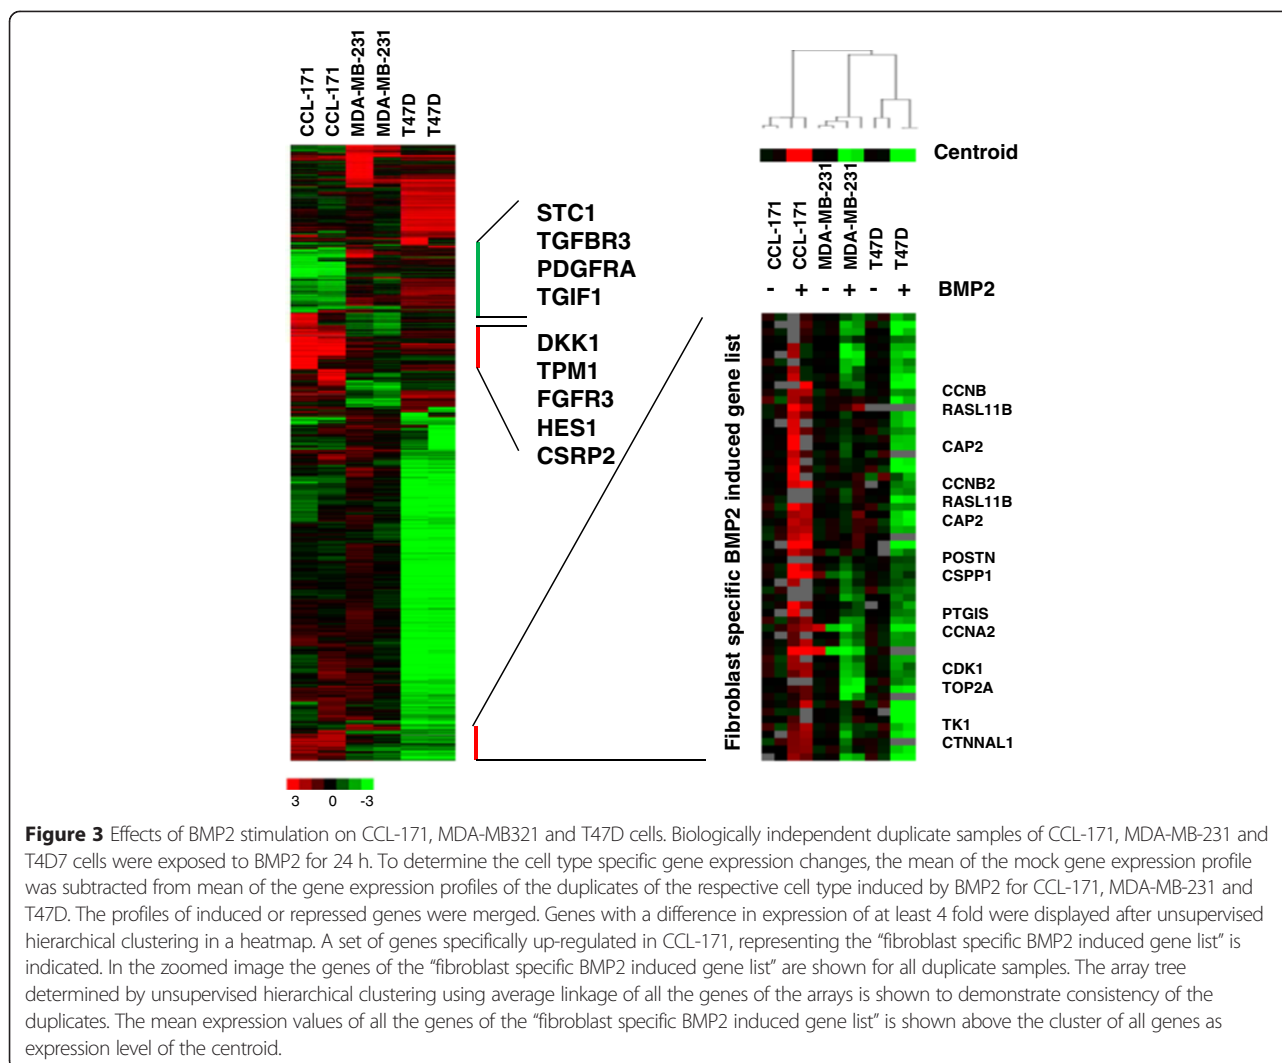 CCL-171
CCL-171
MDA-MB-231
MDA-MB-231
T47D
T47D
STC1
TGFBR3
PDGFRA
TGIF1
DKK1
TPM1
FGFR3
HES1
CSRP2
3 0 -3
Centroid
CCL-171
CCL-171
MDA-MB-231
MDA-MB-231
T47D
T47D
- + - + - + BMP2
Fibroblast specific BMP2 induced gene list
CCNB
RASL11B
CAP2
CCNB2
RASL11B
CAP2
POSTN
CSPP1
PTGIS
CCNA2
CDK1
TOP2A
TK1
CTNNAL1
Figure 3 Effects of BMP2 stimulation on CCL-171, MDA-MB321 and T47D cells. Biologically independent duplicate samples of CCL-171, MDA-MB-231 and
T4D7 cells were exposed to BMP2 for 24 h. To determine the cell type specific gene expression changes, the mean of the mock gene expression profile
was subtracted from mean of the gene expression profiles of the duplicates of the respective cell type induced by BMP2 for CCL-171, MDA-MB-231 and
T47D. The profiles of induced or repressed genes were merged. Genes with a difference in expression of at least 4 fold were displayed after unsupervised
hierarchical clustering in a heatmap. A set of genes specifically up-regulated in CCL-171, representing the “fibroblast specific BMP2 induced gene list” is
indicated. In the zoomed image the genes of the “fibroblast specific BMP2 induced gene list” are shown for all duplicate samples. The array tree
determined by unsupervised hierarchical clustering using average linkage of all the genes of the arrays is shown to demonstrate consistency of the
duplicates. The mean expression values of all the genes of the “fibroblast specific BMP2 induced gene list” is shown above the cluster of all genes as
expression level of the centroid.